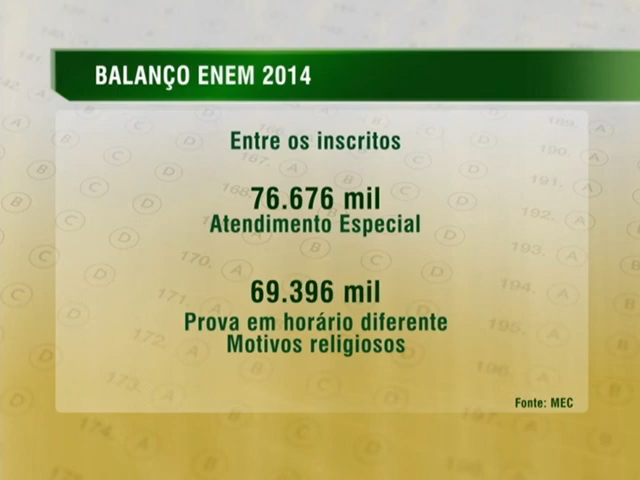 BALANÇO ENEM 2014
Entre os inscritos
76.676 mil
Atendimento Especial
69.396 mil
Prova em horário diferente
Motivos religiosos
Fonte: MEC